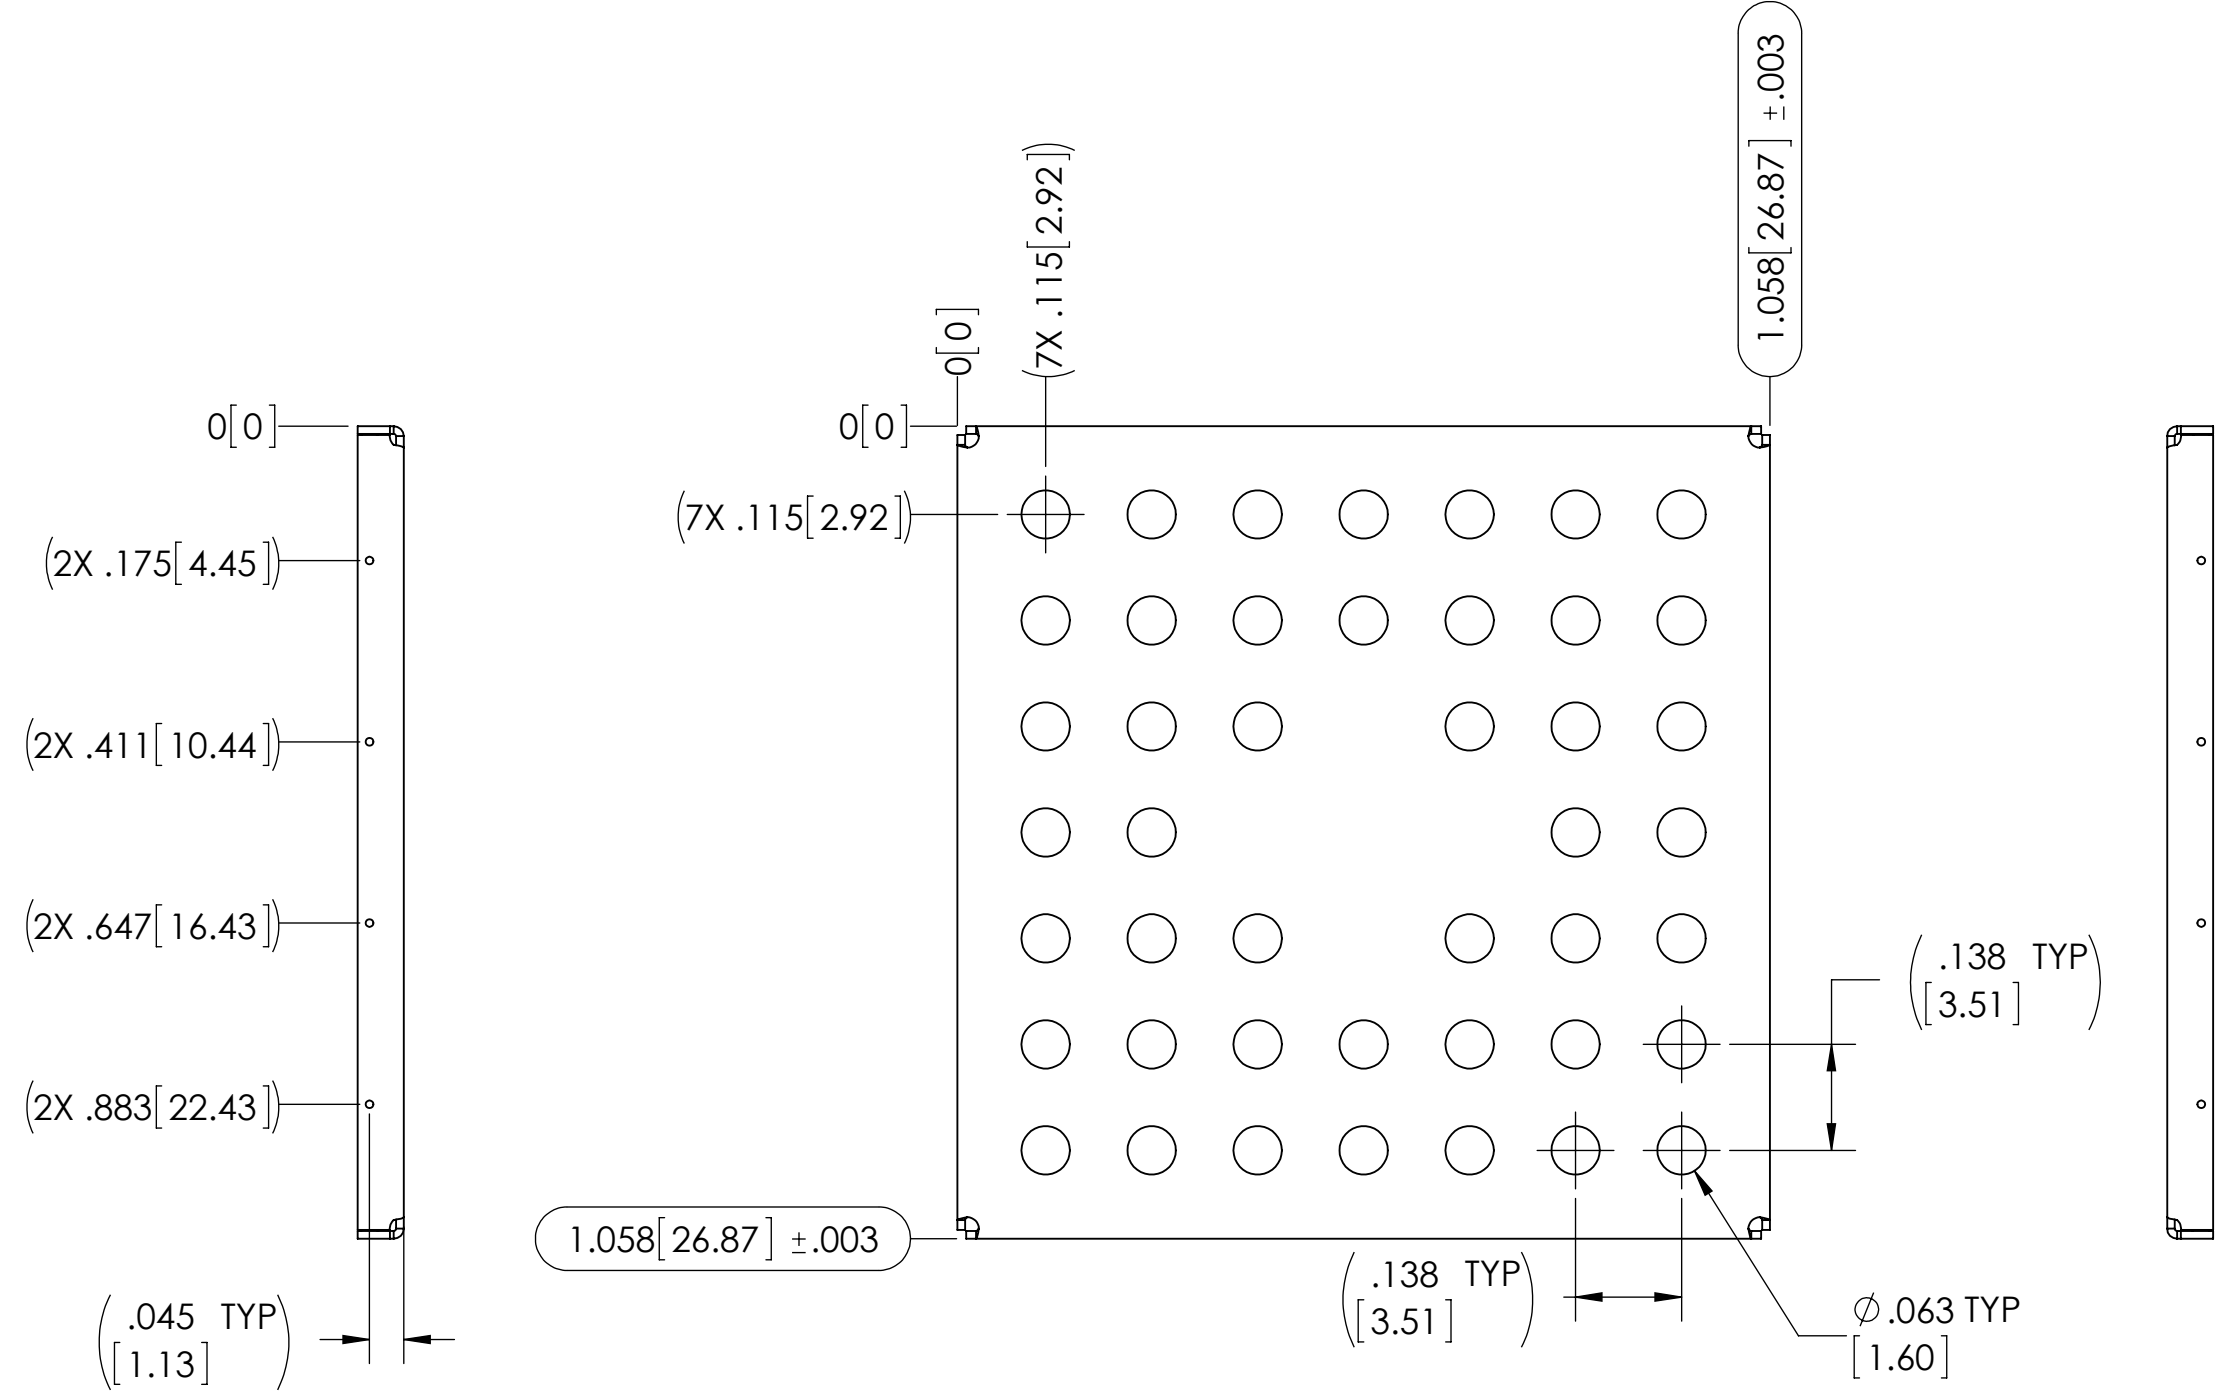 1.058[26.87] ±.003
(7X .115[2.92])
0[0]
0[0]
0[0]
(7X .115[2.92])
(2X .175[4.45])
(2X .411[10.44])
(2X .647[16.43])
(2X .883[22.43])
(.138 TYP
[3.51])
1.058[26.87] ±.003
(.045 TYP
[1.13])
(.138 TYP
[3.51])
∅.063 TYP
[1.60]